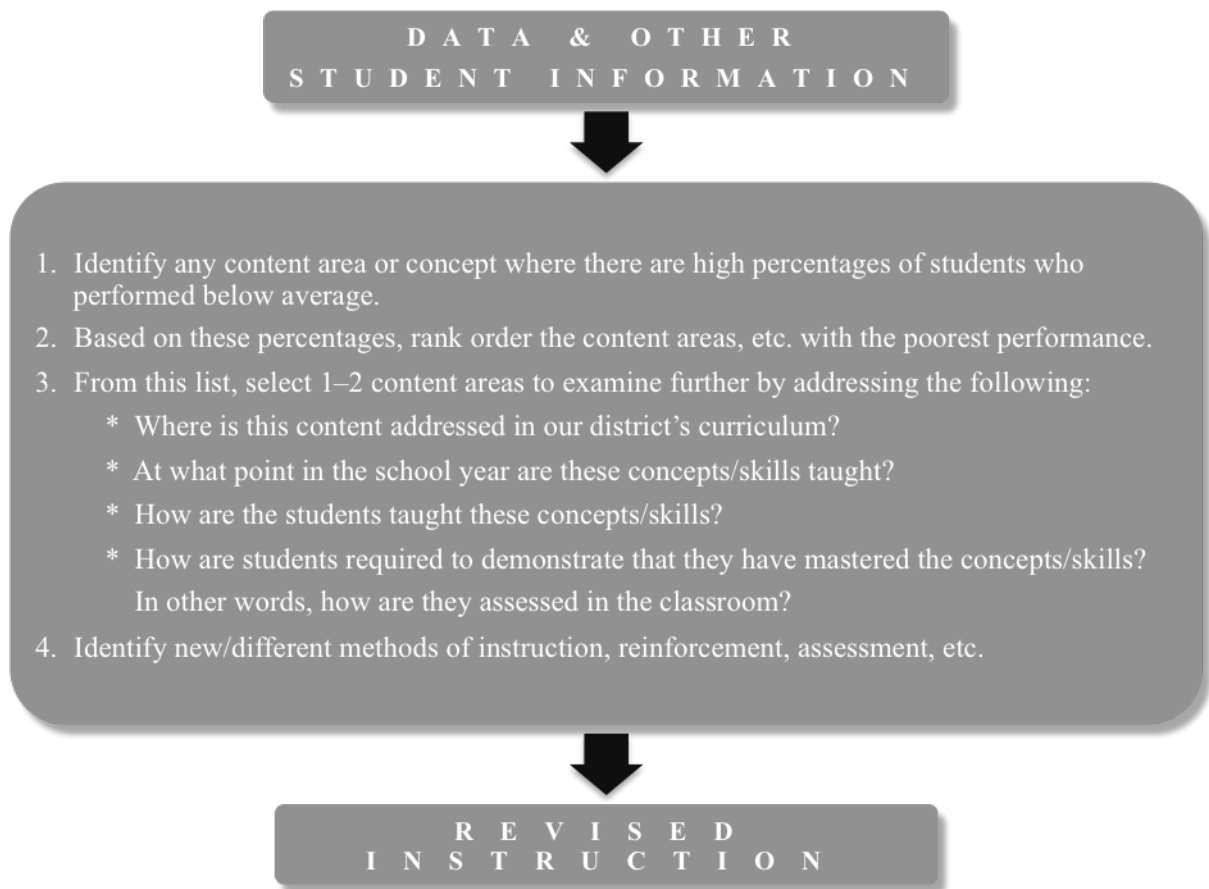 DATA & OTHER
STUDENT INFORMATION
1. Identify any content area or concept where there are high percentages of students who
performed below average.
2. Based on these percentages, rank order the content areas, etc. with the poorest performance.
3. From this list, select 1–2 content areas to examine further by addressing the following:
* Where is this content addressed in our district’s curriculum?
* At what point in the school year are these concepts/skills taught?
* How are the students taught these concepts/skills?
* How are students required to demonstrate that they have mastered the concepts/skills?
In other words, how are they assessed in the classroom?
4. Identify new/different methods of instruction, reinforcement, assessment, etc.
REVISED
INSTRUCTION